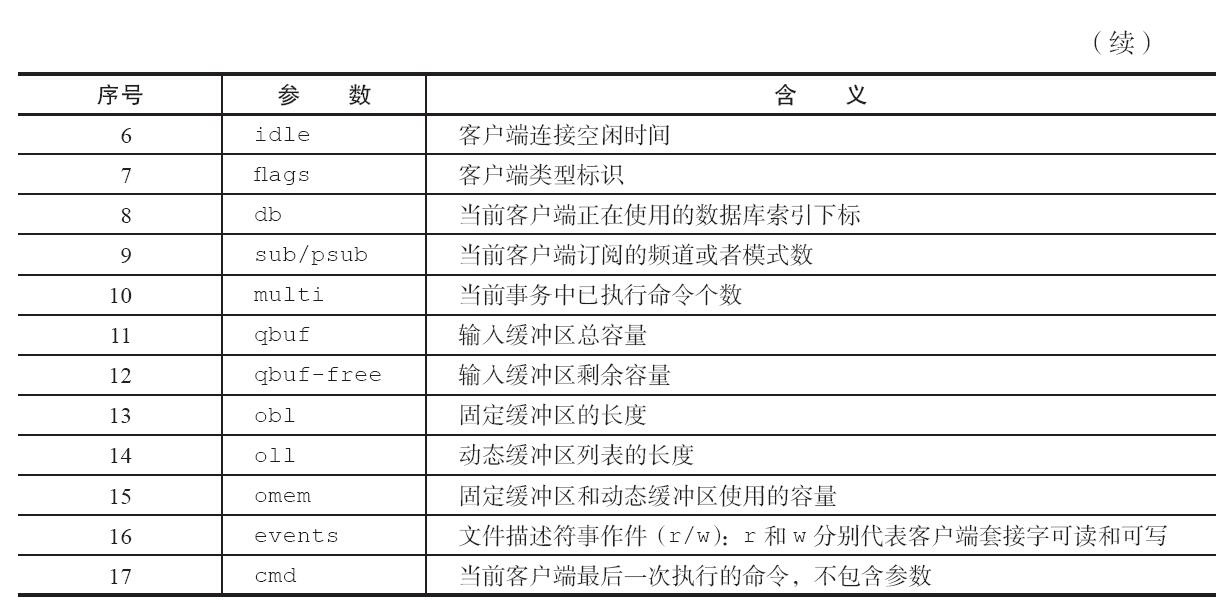 （续）
序号 参 数 含 义
6 idle 客户端连接空闲时间
7 flags 客户端类型标识
8 db 当前客户端正在使用的数据库索引下标
9 sub/psub 当前客户端订阅的频道或者模式数
10 multi 当前事务中已执行命令个数
11 qbuf 输入缓冲区总容量
12 qbuf-free 输入缓冲区剩余容量
13 obl 固定缓冲区的长度
14 oll 动态缓冲区列表的长度
15 omem 固定缓冲区和动态缓冲区使用的容量
16 events 文件描述符事作件（r/w）：r 和 w 分别代表客户端套接字可读和可写
17 cmd 当前客户端最后一次执行的命令，不包含参数